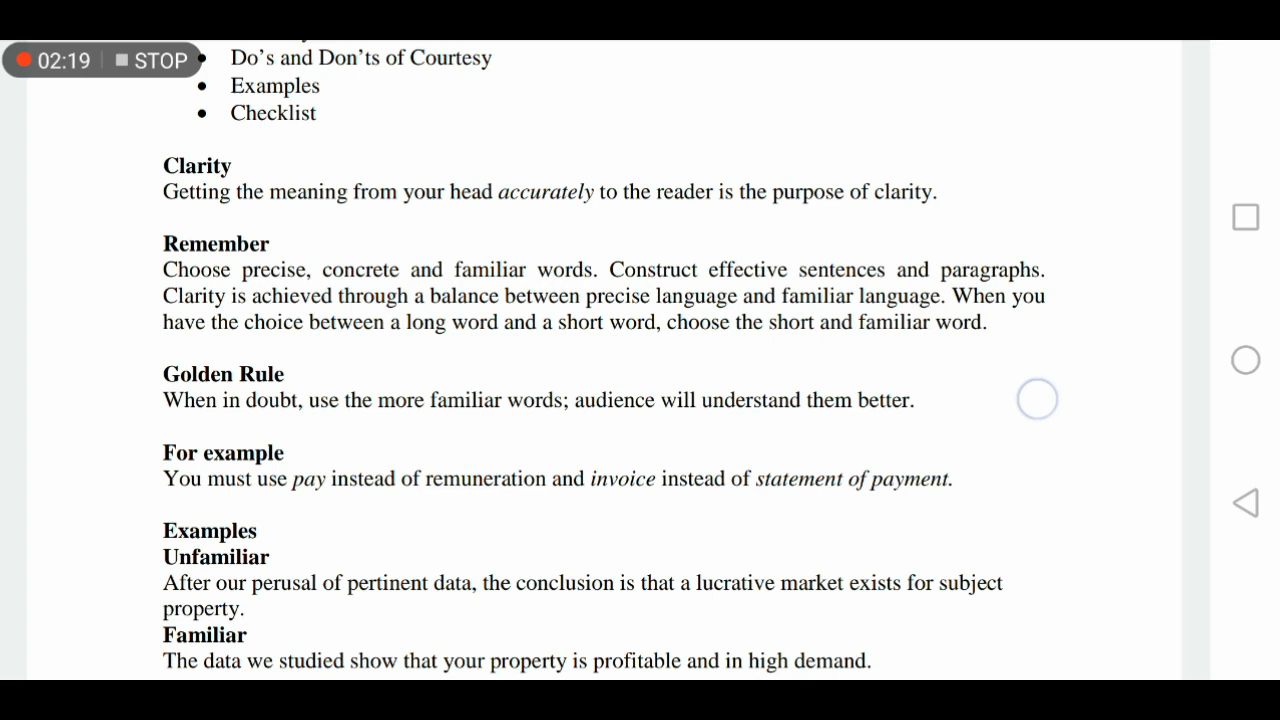 02:19 STOP
Do's and Don'ts of Courtesy
Examples
Checklist
Clarity
Getting the meaning from your head accurately to the reader is the purpose of clarity.
Remember
Choose precise, concrete and familiar words. Construct effective sentences and paragraphs.
Clarity is achieved through a balance between precise language and familiar language. When you
have the choice between a long word and a short word, choose the short and familiar word.
Golden Rule
When in doubt, use the more familiar words; audience will understand them better.
For example
You must use pay instead of remuneration and invoice instead of statement of payment.
Examples
Unfamiliar
After our perusal of pertinent data, the conclusion is that a lucrative market exists for subject
property.
Familiar
The data we studied show that your property is profitable and in high demand.